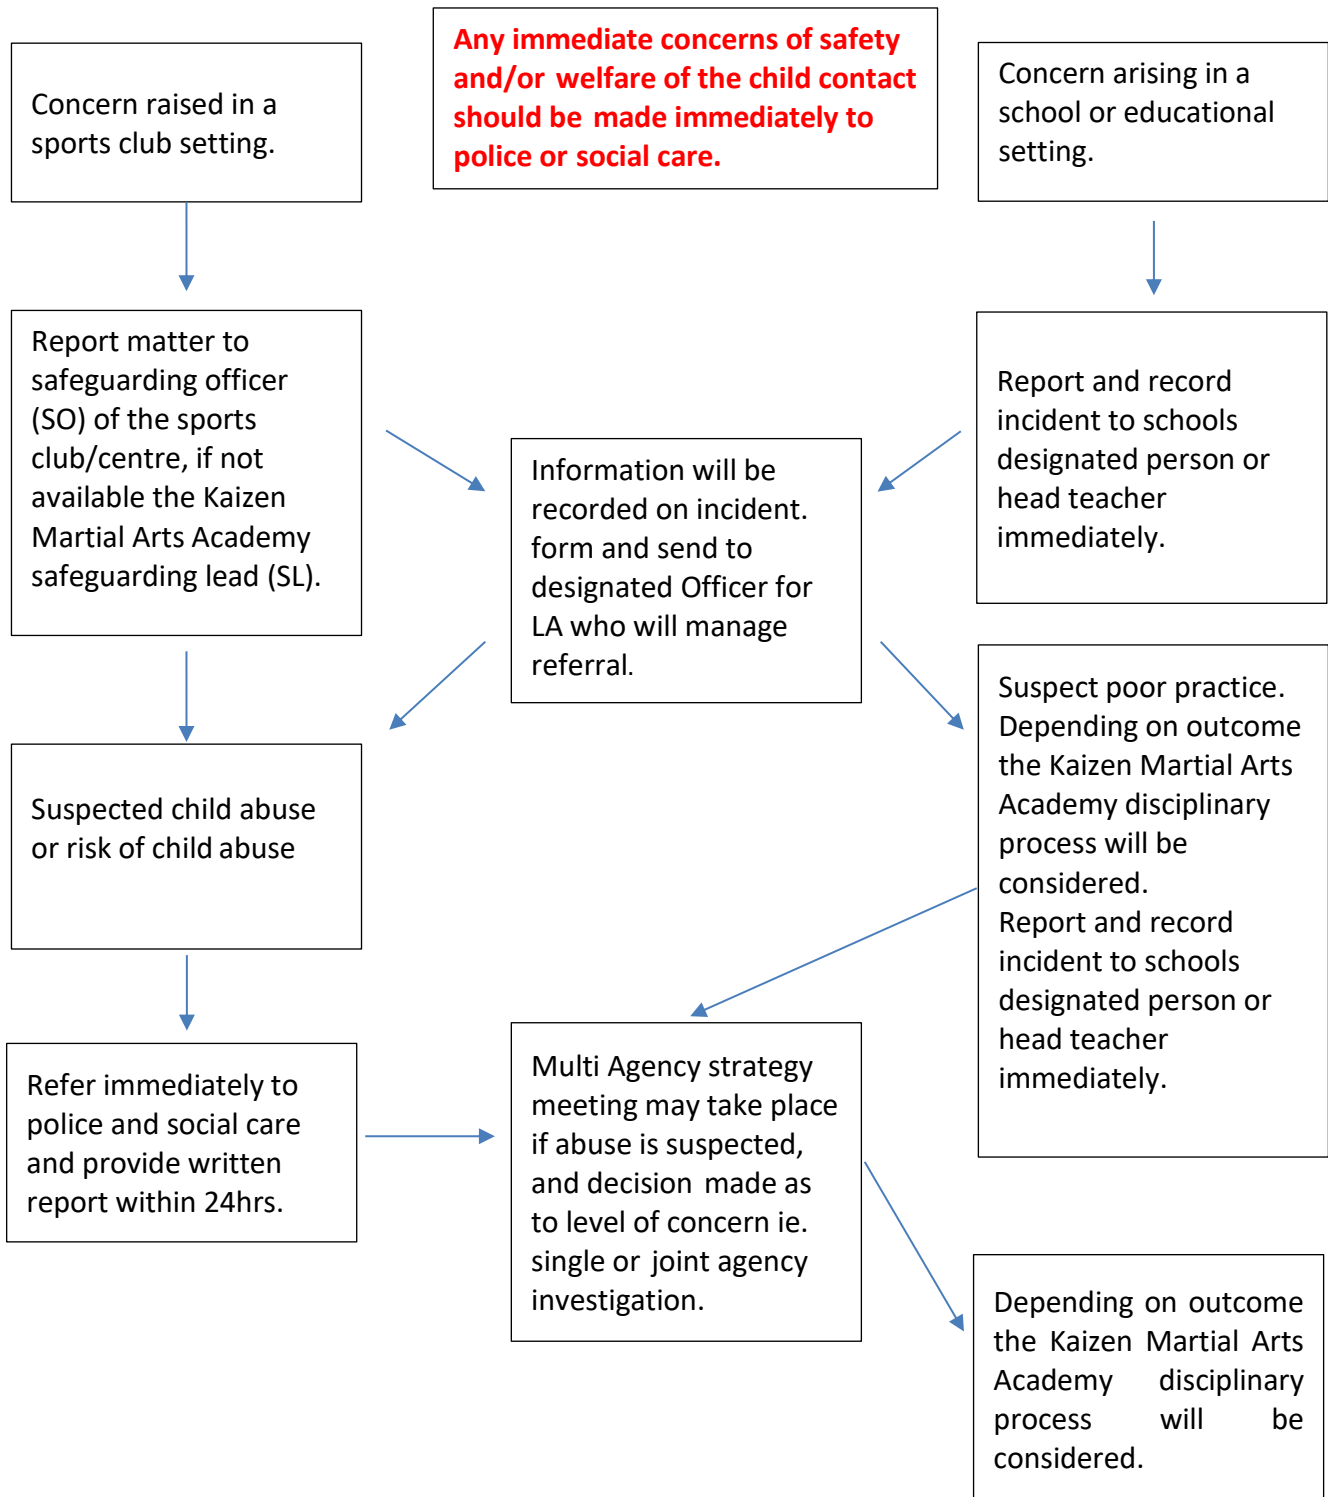 Any immediate concerns of safety
and/or welfare of the child contact
should be made immediately to
police or social care.
Concern raised in a
sports club setting.
Concern arising in a
school or educational
setting.
Report matter to
safeguarding officer
(SO) of the sports
club/centre, if not
available the Kaizen
Martial Arts Academy
safeguarding lead (SL).
Report and record
incident to schools
designated person or
head teacher
immediately.
Information will be
recorded on incident.
form and send to
designated Officer for
LA who will manage
referral.
Suspected child abuse
or risk of child abuse
Suspect poor practice.
Depending on outcome
the Kaizen Martial Arts
Academy disciplinary
process will be
considered.
Report and record
incident to schools
designated person or
head teacher
immediately.
Refer immediately to
police and social care
and provide written
report within 24hrs.
Multi Agency strategy
meeting may take place
if abuse is suspected,
and decision made as
to level of concern ie.
single or joint agency
investigation.
Depending on outcome
the Kaizen Martial Arts
Academy disciplinary
process will be
considered.